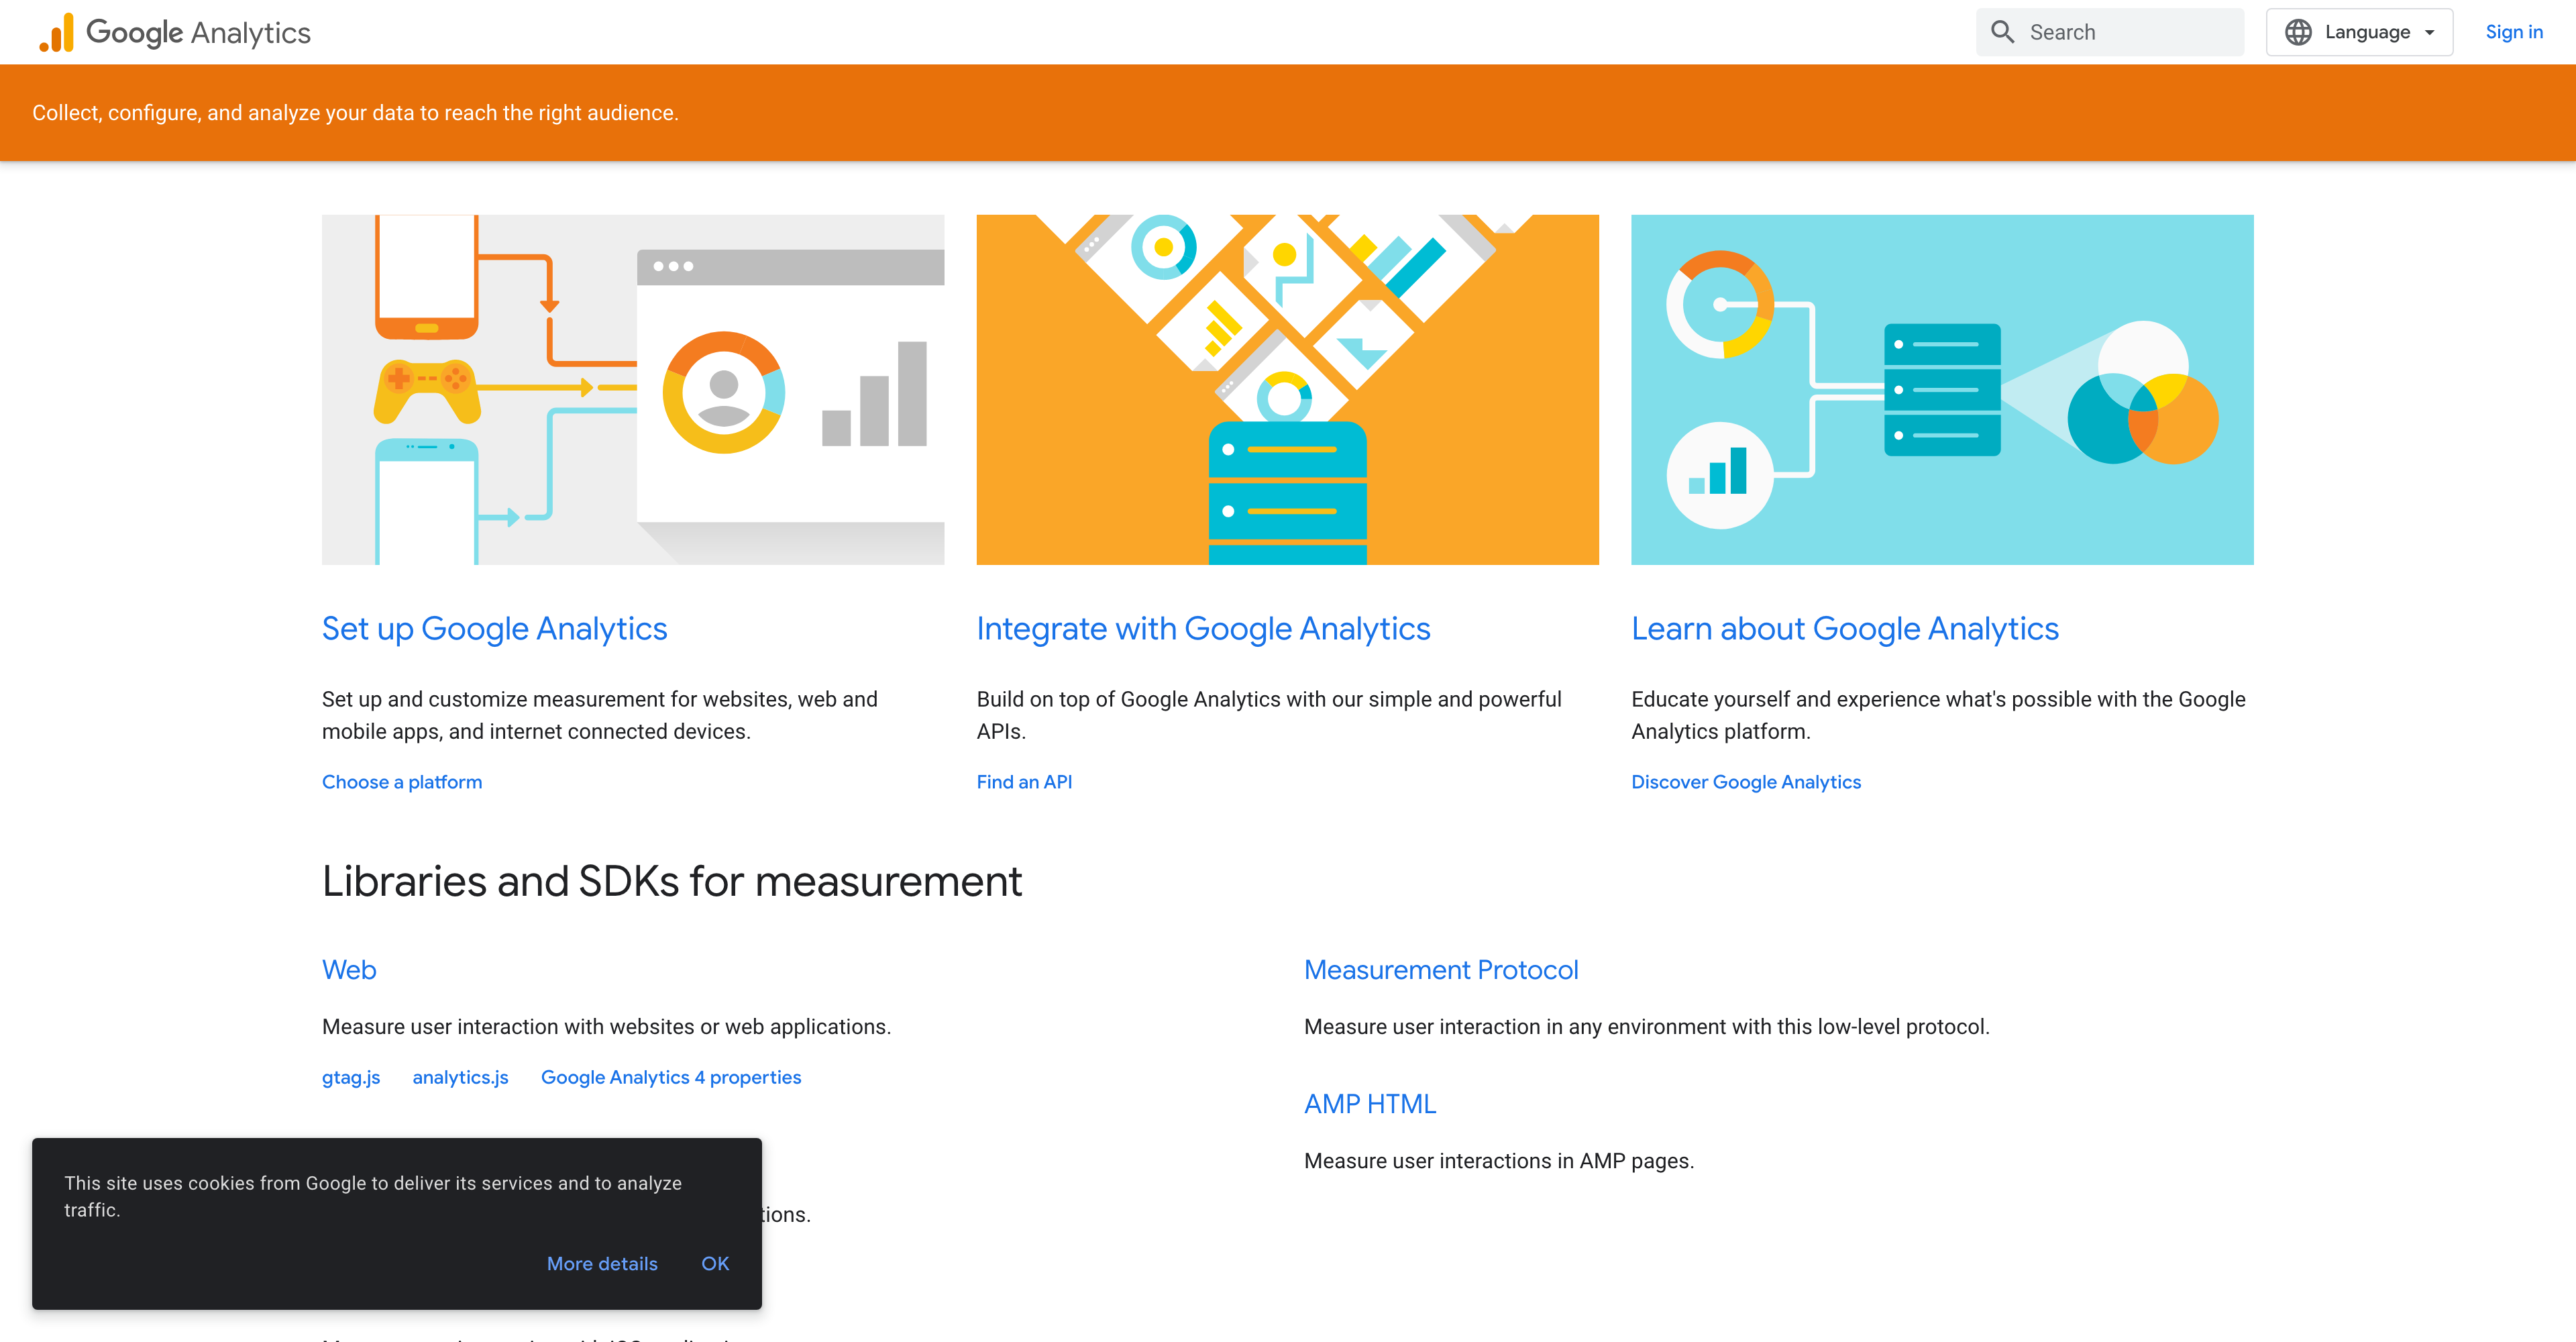 Google Analytics
Search
Language
Sign in
Collect, configure, and analyze your data to reach the right audience.
Set up Google Analytics
Set up and customize measurement for websites, web and
mobile apps, and internet connected devices.
Choose a platform
Integrate with Google Analytics
Build on top of Google Analytics with our simple and powerful
APIs.
Find an API
Learn about Google Analytics
Educate yourself and experience what's possible with the Google
Analytics platform.
Discover Google Analytics
Libraries and SDKs for measurement
Web
Measure user interaction with websites or web applications.
gtag.js analytics.js Google Analytics 4 properties
Measurement Protocol
Measure user interaction in any environment with this low-level protocol.
AMP HTML
Measure user interactions in AMP pages.
This site uses cookies from Google to deliver its services and to analyze
traffic.
More details OK